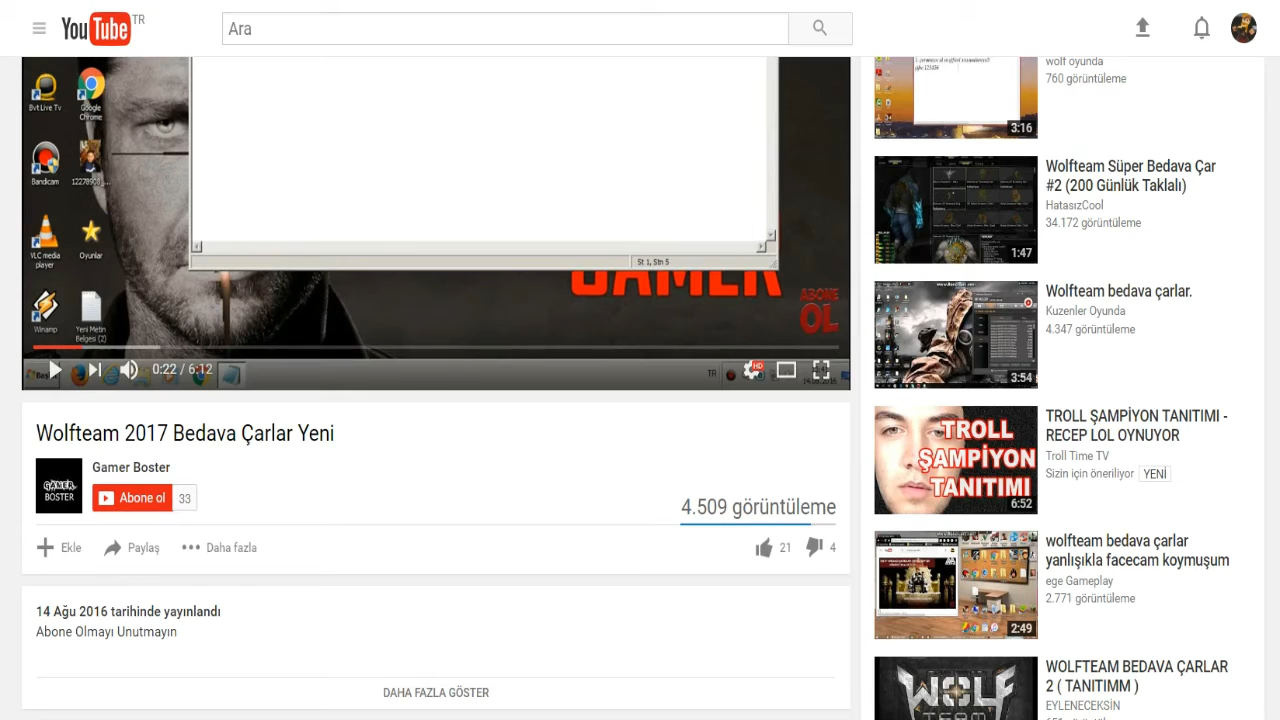 YouTube TR
Ara
Bvt Live Tv
Google
Chrome
Bandicam
12278908_...
VLC media
player
Oyunlar
Winamp
Yeni Metin
Belgesi (2)
St 1, Stn 5
GAMER
ABONE
OL
0:22 / 6:12
HD
TR
Wolfteam 2017 Bedava Çarlar Yeni
Gamer Boster
GAMER
BOSTER
Abone ol 33
4.509 görüntüleme
Ekle Paylaş Daha fazla
21 4
14 Ağu 2016 tarihinde yayınlandı
Abone Olmayı Unutmayın
DAHA FAZLA GÖSTER
wolf oyunda
760 görüntüleme
3:16
Wolfteam Süper Bedava Çar
#2 (200 Günlük Taklalı)
HatasızCool
34.172 görüntüleme
1:47
Wolfteam bedava çarlar.
Kuzenler Oyunda
4.347 görüntüleme
3:54
TROLL
ŞAMPİYON
TANITIMI
6:52
TROLL ŞAMPİYON TANITIMI -
RECEP LOL OYNUYOR
Troll Time TV
Sizin için öneriliyor YENİ
wolfteam bedava çarlar
yanlışıkla facecam koymuşum
ege Gameplay
2.771 görüntüleme
2:49
WOLF
TEAM
WOLFTEAM BEDAVA ÇARLAR
2 ( TANITIMM )
EYLENECEKSİN